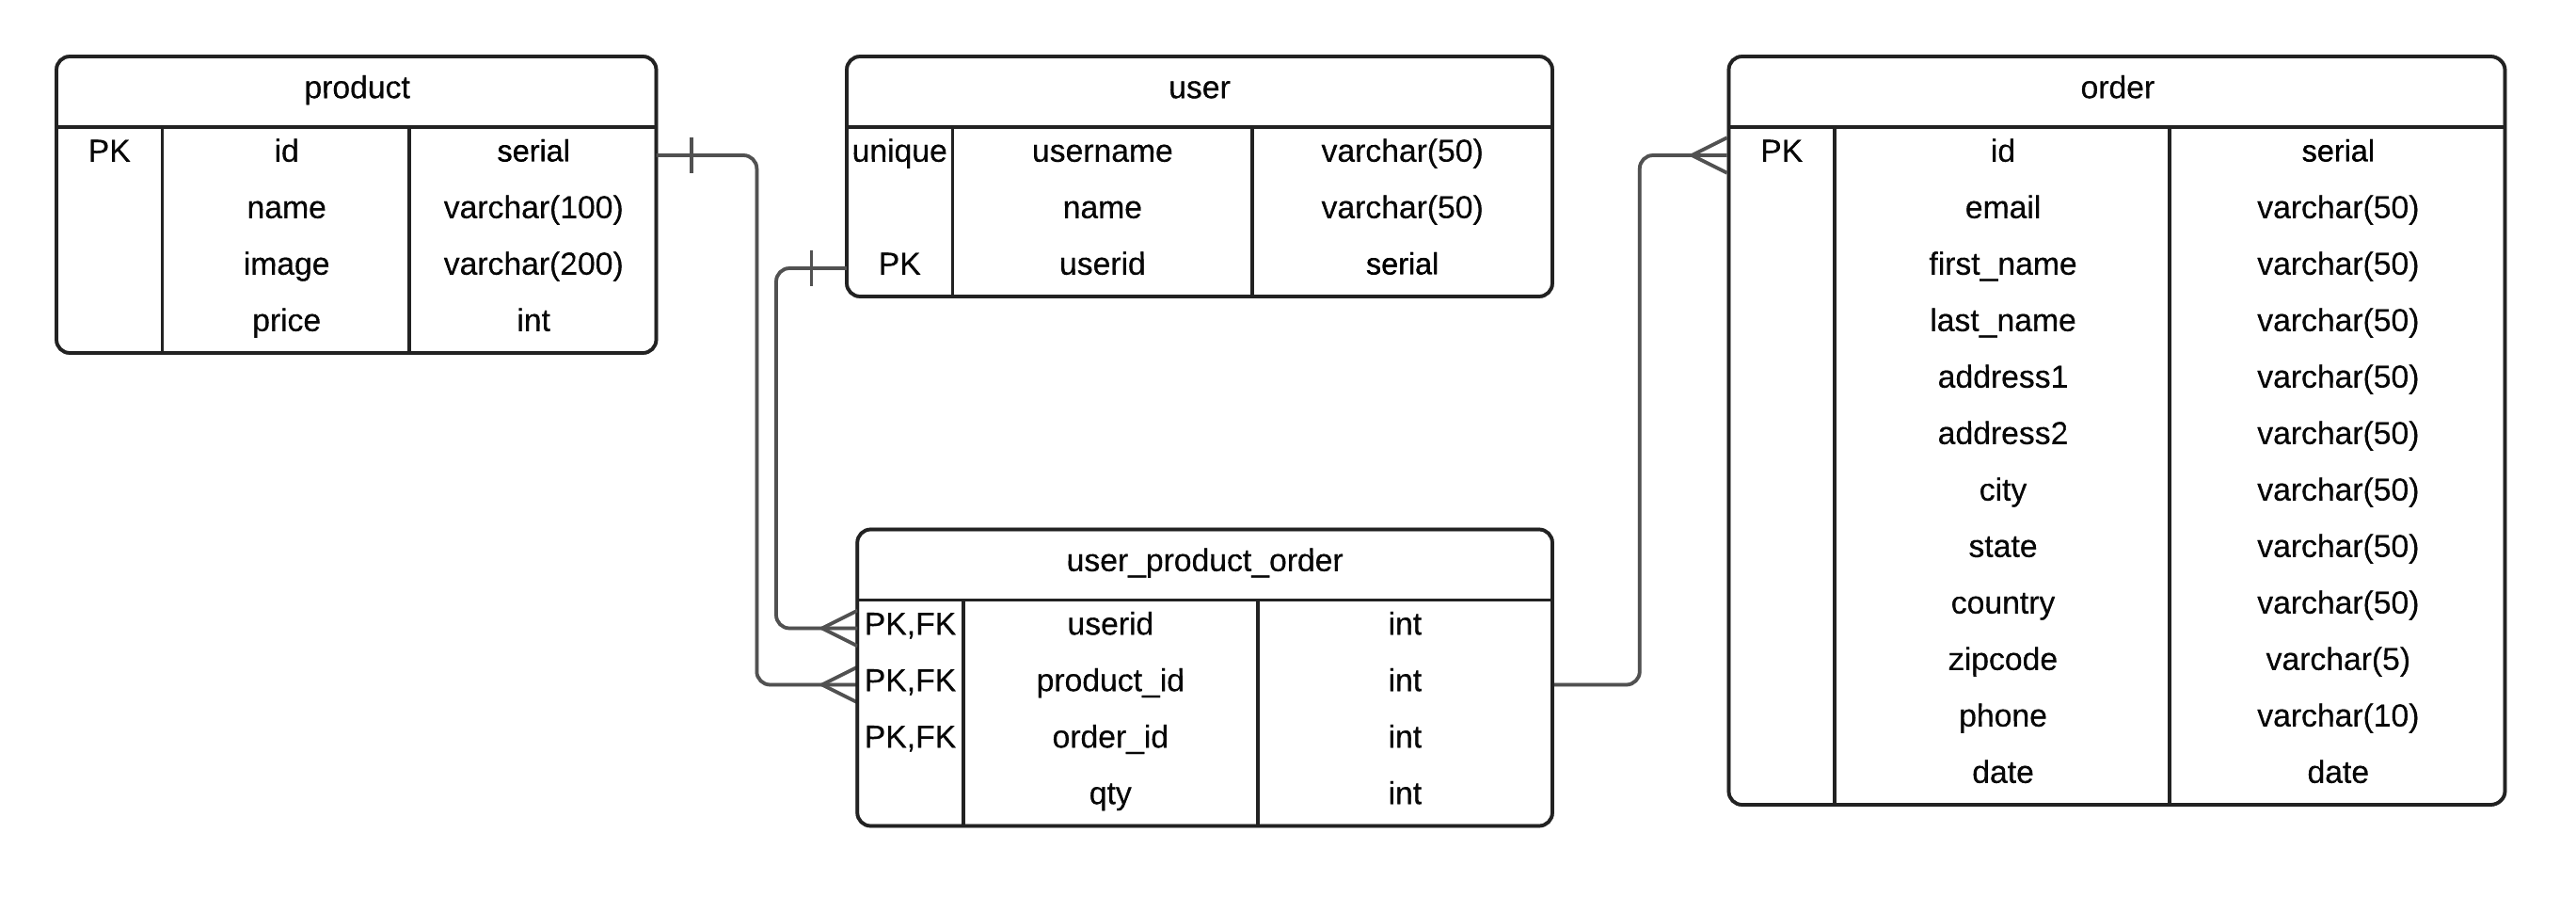 product
PK id serial
name varchar(100)
image varchar(200)
price int
user
unique username varchar(50)
name varchar(50)
PK userid serial
order
PK id serial
email varchar(50)
first_name varchar(50)
last_name varchar(50)
address1 varchar(50)
address2 varchar(50)
city varchar(50)
state varchar(50)
country varchar(50)
zipcode varchar(5)
phone varchar(10)
date date
user_product_order
PK,FK userid int
PK,FK product_id int
PK,FK order_id int
qty int